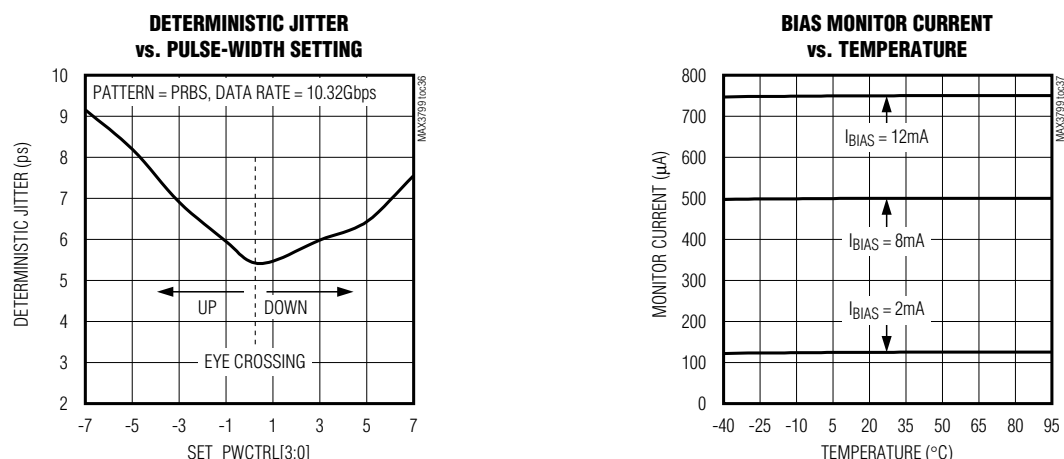 DETERMINISTIC JITTER
vs. PULSE-WIDTH SETTING
MAX3799 toc36
PATTERN = PRBS, DATA RATE = 10.32Gbps
DETERMINISTIC JITTER (ps)
10
9
8
7
6
5
4
3
2
UP
DOWN
EYE CROSSING
-7 -5 -3 -1 1 3 5 7
SET_PWCTRL[3:0]
BIAS MONITOR CURRENT
vs. TEMPERATURE
MAX3799 toc37
MONITOR CURRENT (µA)
800
700
600
500
400
300
200
100
0
IBIAS = 12mA
IBIAS = 8mA
IBIAS = 2mA
-40 -25 -10 5 20 35 50 65 80 95
TEMPERATURE (°C)